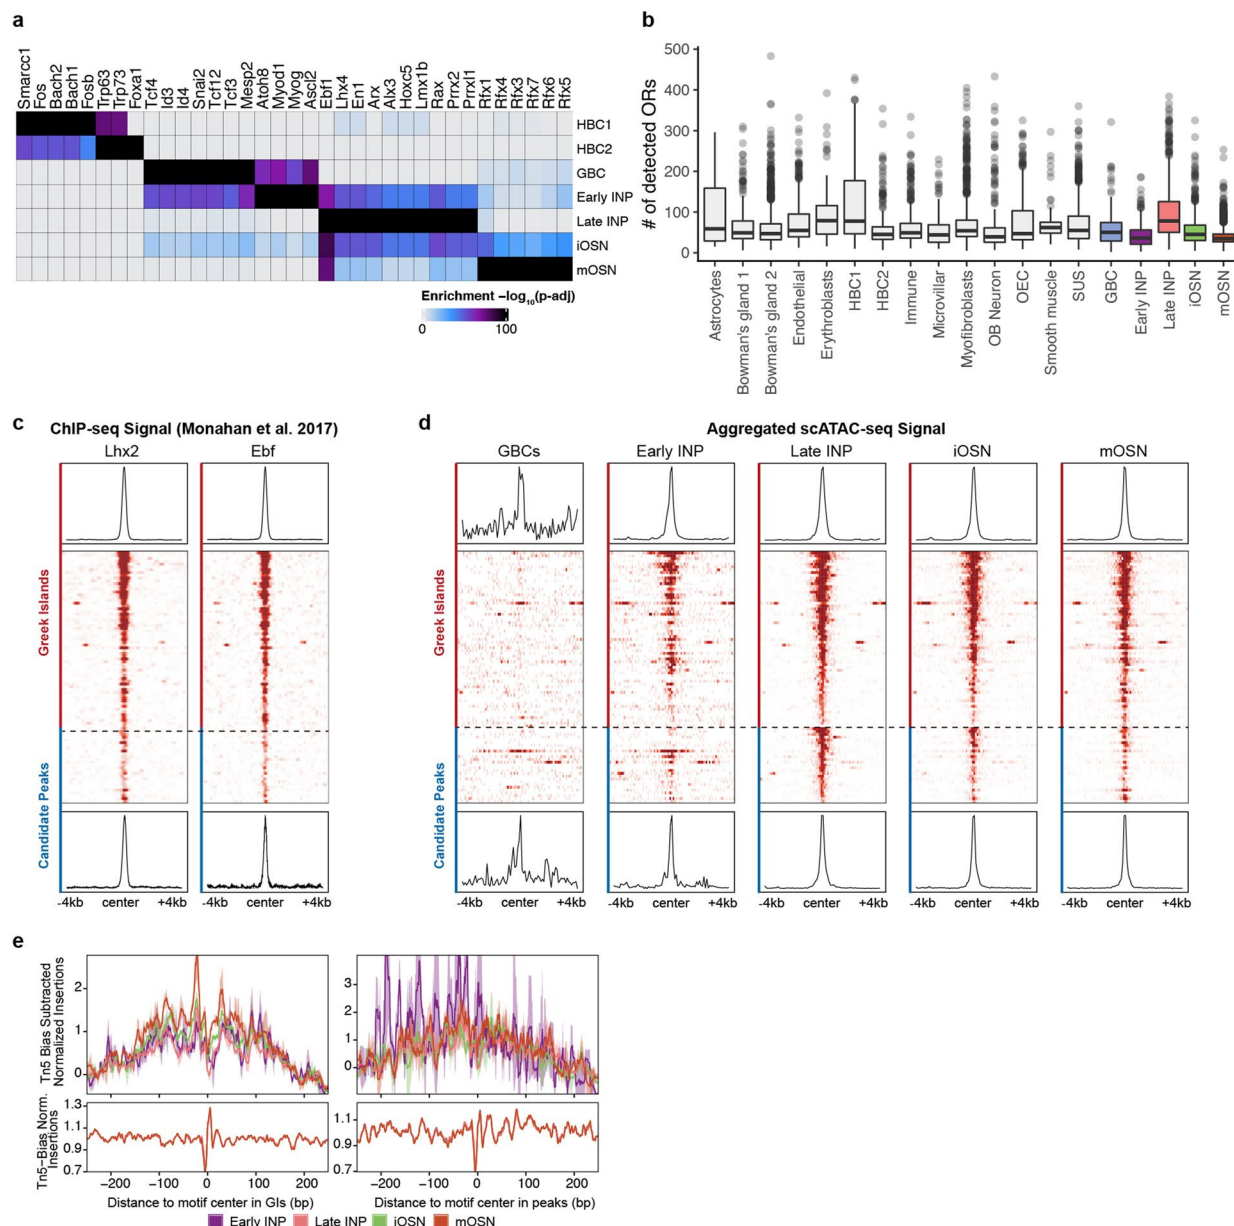 a
Smarcc1
Fos
Bach2
Bach1
Fosb
Trp63
Trp73
Foxa1
Tcf4
Id3
Id4
Snai2
Tcf12
Tcf3
Mesp2
Atoh8
Myod1
Myog
Ascl2
Ebf1
Lhx4
En1
Arx
Alx3
Hoxc5
Lmx1b
Rax
Prrx2
Prrxl1
Rfx1
Rfx4
Rfx3
Rfx7
Rfx6
Rfx5
HBC1
HBC2
GBC
Early INP
Late INP
iOSN
mOSN
Enrichment −log10(p-adj)
0 100
b
# of detected ORs
500
400
300
200
100
0
Astrocytes
Bowman's gland 1
Bowman's gland 2
Endothelial
Erythroblasts
HBC1
HBC2
Immune
Microvillar
Myofibroblasts
OB Neuron
OEC
Smooth muscle
SUS
GBC
Early INP
Late INP
iOSN
mOSN
c
ChIP-seq Signal (Monahan et al. 2017)
Lhx2 Ebf
Greek Islands
Candidate Peaks
-4kb center +4kb -4kb center +4kb
d
Aggregated scATAC-seq Signal
GBCs Early INP Late INP iOSN mOSN
Greek Islands
Candidate Peaks
-4kb center +4kb -4kb center +4kb -4kb center +4kb -4kb center +4kb -4kb center +4kb
e
Tn5 Bias Subtracted
Normalized Insertions
2
1
0
3
2
1
0
Tn5-Bias Norm.
Insertions
1.3
1.1
0.9
0.7
1.1
0.9
0.7
−200 −100 0 100 200 −200 −100 0 100 200
Distance to motif center in GIs (bp) Distance to motif center in peaks (bp)
Early INP Late INP iOSN mOSN